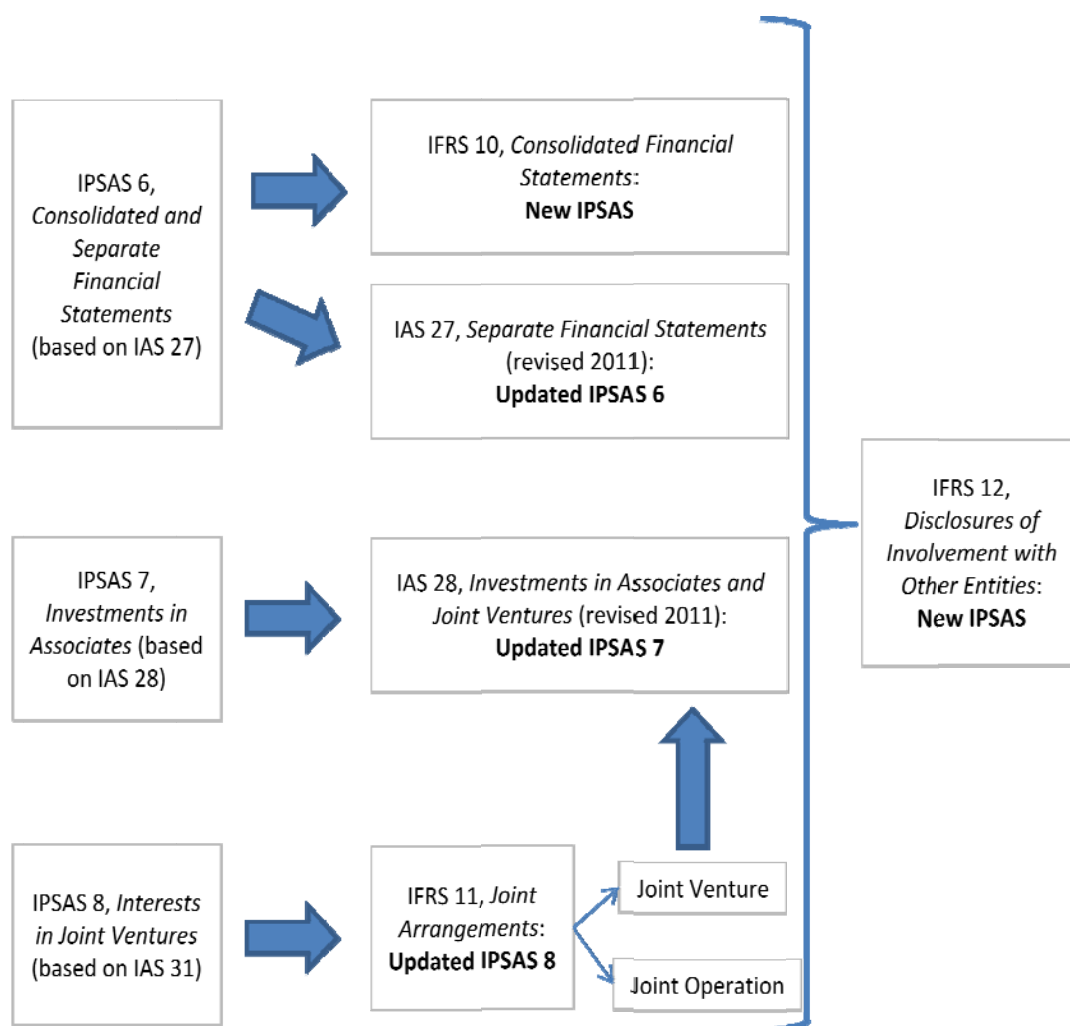 IPSAS 6,
Consolidated and
Separate
Financial
Statements
(based on IAS 27)
IFRS 10, Consolidated Financial
Statements:
New IPSAS
IAS 27, Separate Financial Statements
(revised 2011):
Updated IPSAS 6
IPSAS 7,
Investments in
Associates (based
on IAS 28)
IAS 28, Investments in Associates and
Joint Ventures (revised 2011):
Updated IPSAS 7
IPSAS 8, Interests
in Joint Ventures
(based on IAS 31)
IFRS 11, Joint
Arrangements:
Updated IPSAS 8
Joint Venture
Joint Operation
IFRS 12,
Disclosures of
Involvement with
Other Entities:
New IPSAS